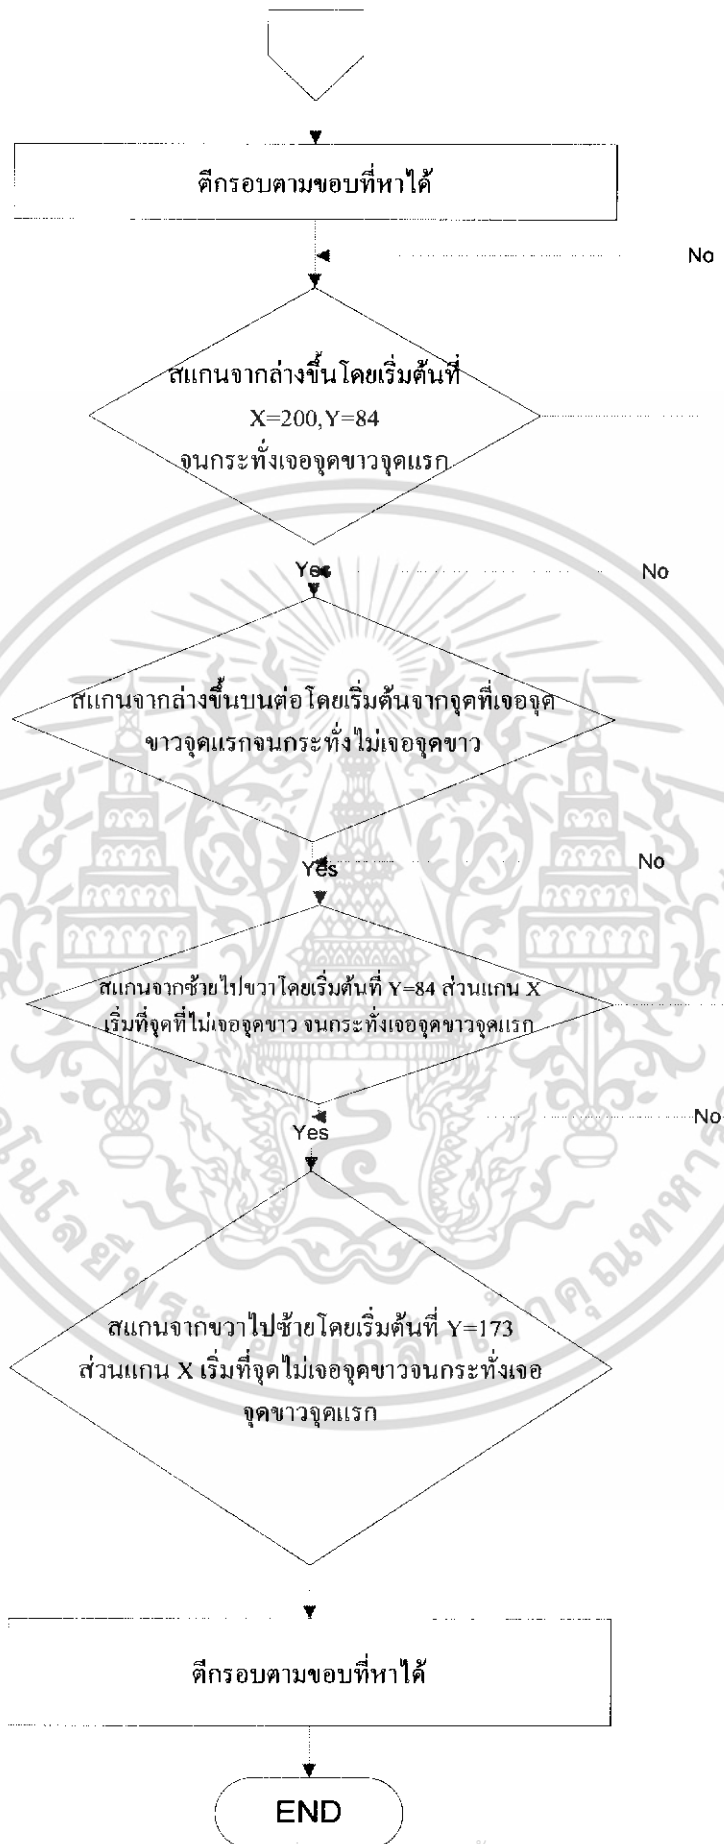 ตีกรอบตามขอบที่หาได้
No
สแกนจากล่างขึ้นโดยเริ่มต้นที่
X=200,Y=84
จนกระทั่งเจอจุดขาวจุดแรก
Yes
No
สแกนจากล่างขึ้นบนต่อโดยเริ่มต้นจากจุดที่เจอจุด
ขาวจุดแรกจนกระทั่งไม่เจอจุดขาว
Yes
No
สแกนจากซ้ายไปขวาโดยเริ่มต้นที่ Y=84 ส่วนแกน X
เริ่มที่จุดที่ไม่เจอจุดขาว จนกระทั่งเจอจุดขาวจุดแรก
No
Yes
สแกนจากขวาไปซ้ายโดยเริ่มต้นที่ Y=173
ส่วนแกน X เริ่มที่จุดไม่เจอจุดขาวจนกระทั่งเจอ
จุดขาวจุดแรก
ตีกรอบตามขอบที่หาได้
END